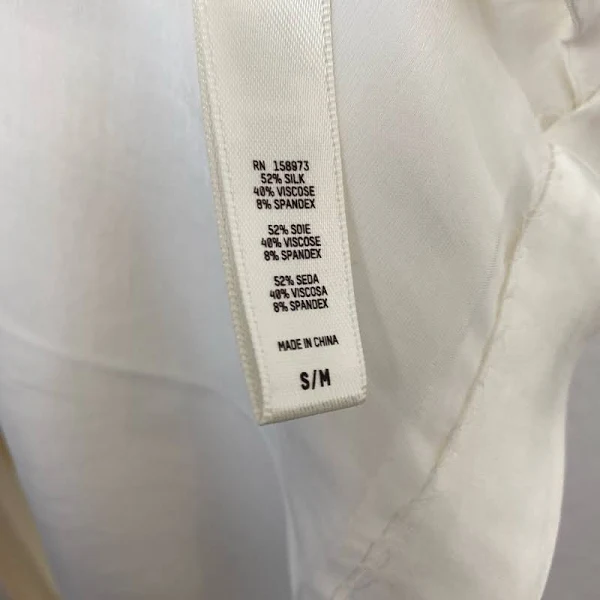 RN 158973
52% SILK
40% VISCOSE
8% SPANDEX
52% SOIE
40% VISCOSE
8% SPANDEX
52% SEDA
40% VISCOSA
8% SPANDEX
MADE IN CHINA
S/M